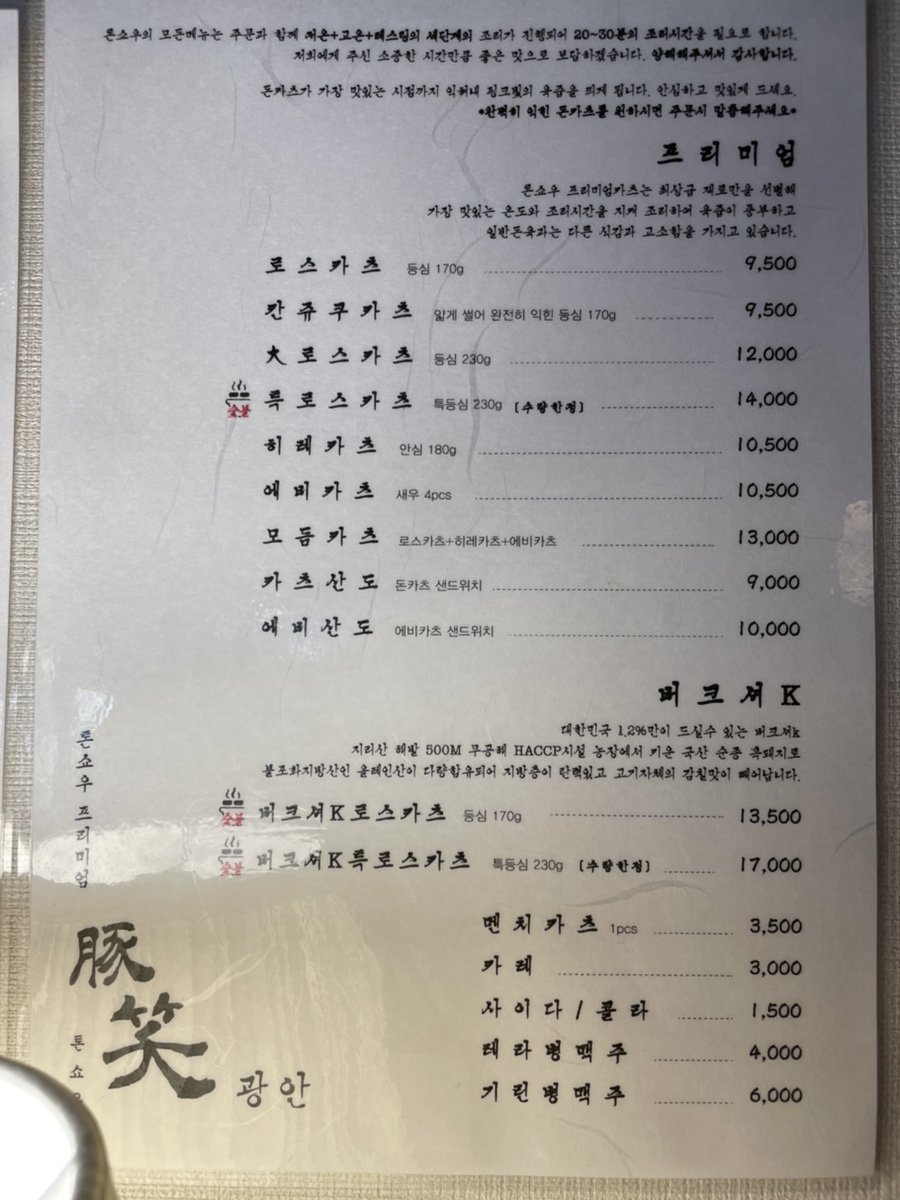 톤쇼우의 모든메뉴는 주문과 함께 저온+고온+레스팅의 세단계의 조리가 진행되어 20~30분의 조리시간을 필요로 합니다.
저희에게 주신 소중한 시간만큼 좋은 맛으로 보답하겠습니다. 양해해주셔서 감사합니다.
돈카츠가 가장 맛있는 시점까지 익혀내 핑크빛의 육즙을 띄게 됩니다. 안심하고 맛있게 드세요.
*완벽히 익힌 돈카츠를 원하시면 주문시 말씀해주세요*
프리미엄
톤쇼우 프리미엄카츠는 최상급 재료만을 선별해
가장 맛있는 온도와 조리시간을 지켜 조리하여 육즙이 풍부하고
일반돈육과는 다른 식감과 고소함을 가지고 있습니다.
로스카츠 등심 170g 9,500
칸쥬쿠카츠 얇게 썰어 완전히 익힌 등심 170g 9,500
大로스카츠 등심 230g 12,000
숯불 특로스카츠 특등심 230g [수량한정] 14,000
히레카츠 안심 180g 10,500
에비카츠 새우 4pcs 10,500
모둠카츠 로스카츠+히레카츠+에비카츠 13,000
카츠산도 돈카츠 샌드위치 9,000
에비산도 에비카츠 샌드위치 10,000
버크셔K
대한민국 1.2%만이 드실수 있는 버크셔k
지리산 해발 500M 무공해 HACCP시설 농장에서 키운 국산 순종 흑돼지로
불포화지방산인 올레인산이 다량함유되어 지방층이 탄력있고 고기자체의 감칠맛이 빼어납니다.
숯불 버크셔K로스카츠 등심 170g 13,500
숯불 버크셔K특로스카츠 특등심 230g [수량한정] 17,000
멘치카츠 1pcs 3,500
카레 3,000
사이다/콜라 1,500
테라병맥주 4,000
기린병맥주 6,000
톤쇼우 프리미엄
豚笑
톤쇼
광안